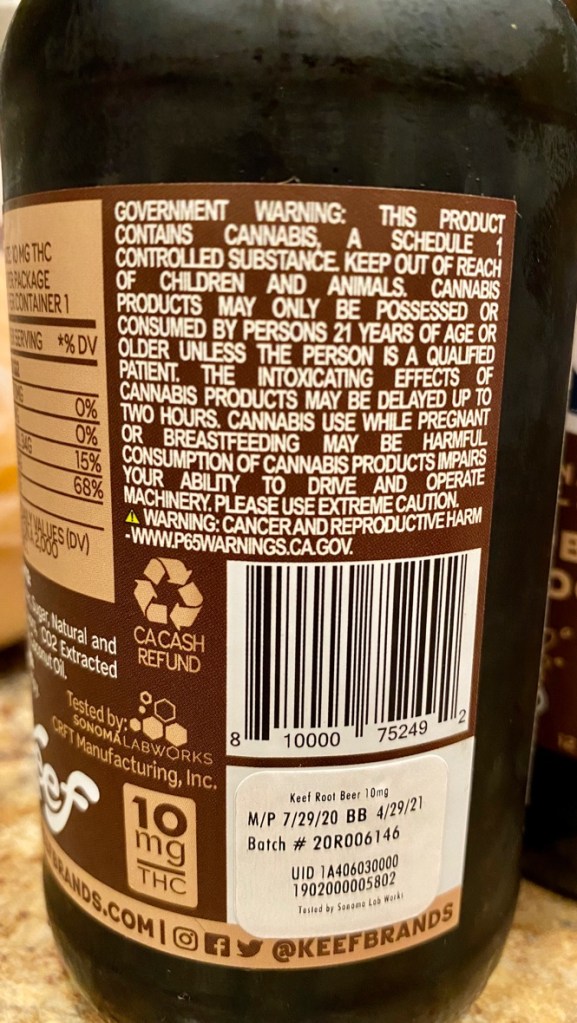 10 MG THC
PACKAGE
CONTAINER 1
SERVING *% DV
0%
0%
15%
68%
VALUES (DV)
2,000
GOVERNMENT WARNING: THIS PRODUCT
CONTAINS CANNABIS, A SCHEDULE 1
CONTROLLED SUBSTANCE. KEEP OUT OF REACH
OF CHILDREN AND ANIMALS. CANNABIS
PRODUCTS MAY ONLY BE POSSESSED OR
CONSUMED BY PERSONS 21 YEARS OF AGE OR
OLDER UNLESS THE PERSON IS A QUALIFIED
PATIENT. THE INTOXICATING EFFECTS OF
CANNABIS PRODUCTS MAY BE DELAYED UP TO
TWO HOURS. CANNABIS USE WHILE PREGNANT
OR BREASTFEEDING MAY BE HARMFUL.
CONSUMPTION OF CANNABIS PRODUCTS IMPAIRS
YOUR ABILITY TO DRIVE AND OPERATE
MACHINERY. PLEASE USE EXTREME CAUTION.
⚠ WARNING: CANCER AND REPRODUCTIVE HARM
-WWW.P65WARNINGS.CA.GOV.
Sugar, Natural and
CO2 Extracted
Oil.
CA CASH
REFUND
8 10000 75249 2
Tested by:
SONOMA LABWORKS
CRFT Manufacturing, Inc.
10
mg
THC
Keef Root Beer 10mg
M/P 7/29/20 BB 4/29/21
Batch # 20R006146
UID 1A406030000
1902000005802
Tested by Sonoma Lab Works
BRANDS.COM | @KEEFBRANDS